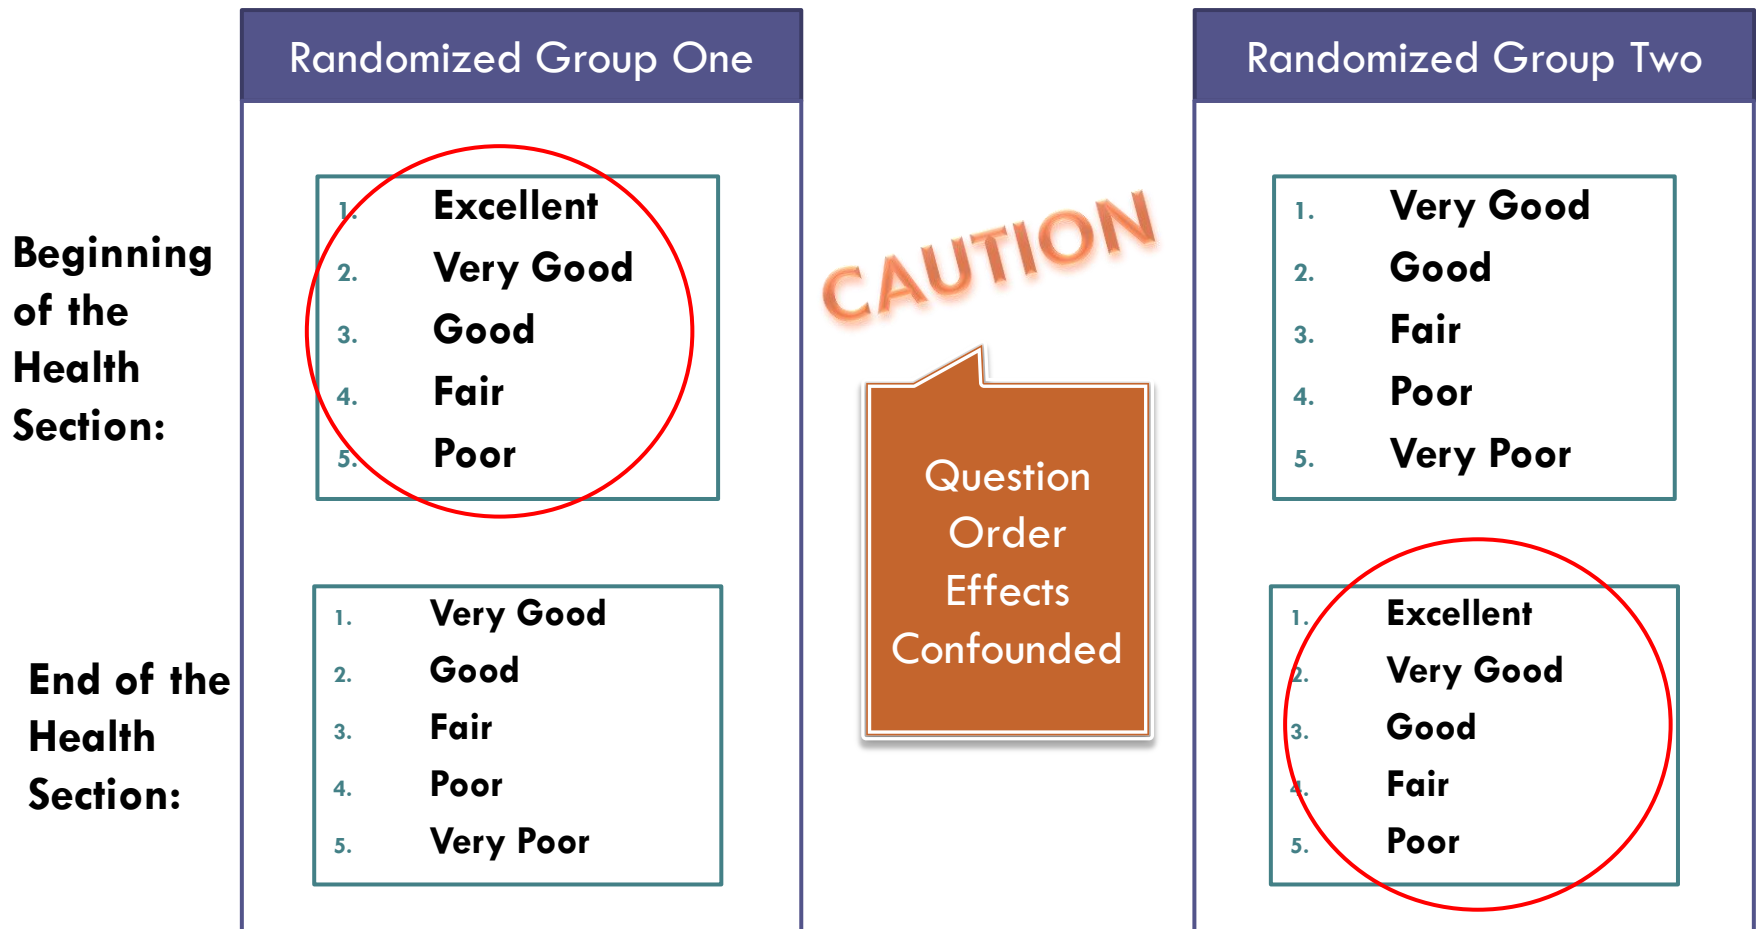 Randomized Group One
Beginning
of the
Health
Section:
1. Excellent
2. Very Good
3. Good
4. Fair
5. Poor
End of the
Health
Section:
1. Very Good
2. Good
3. Fair
4. Poor
5. Very Poor
CAUTION
Question
Order
Effects
Confounded
Randomized Group Two
1. Very Good
2. Good
3. Fair
4. Poor
5. Very Poor
1. Excellent
2. Very Good
3. Good
4. Fair
5. Poor